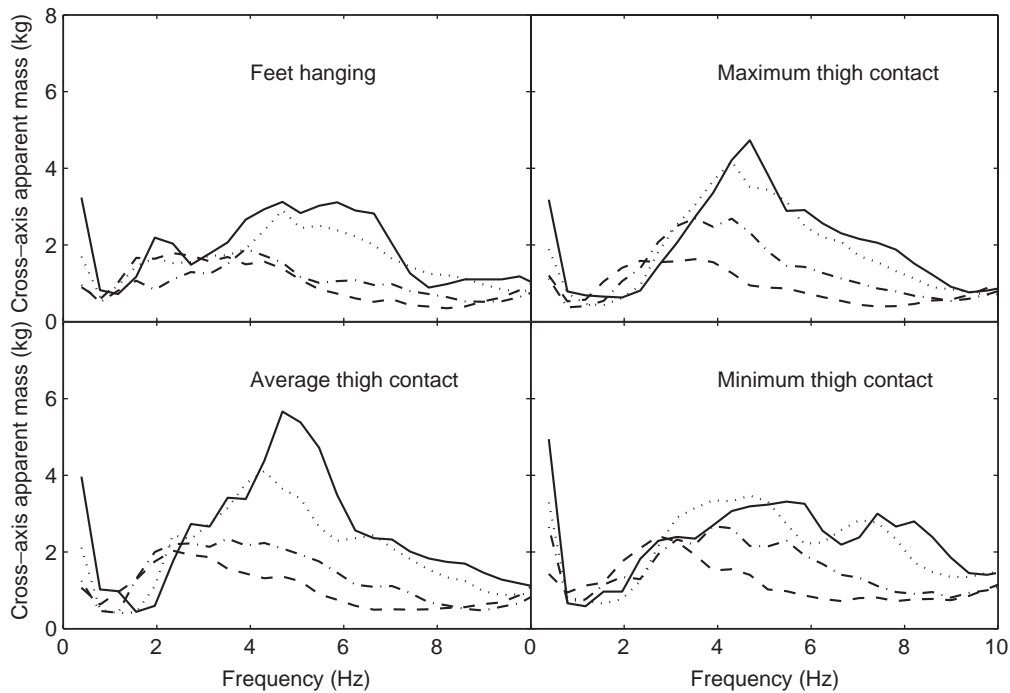 Cross–axis apparent mass (kg)
8
6
4
2
0
Feet hanging
Maximum thigh contact
Cross–axis apparent mass (kg)
6
4
2
0
Average thigh contact
Minimum thigh contact
0 2 4 6 8 0 2 4 6 8 10
Frequency (Hz) Frequency (Hz)